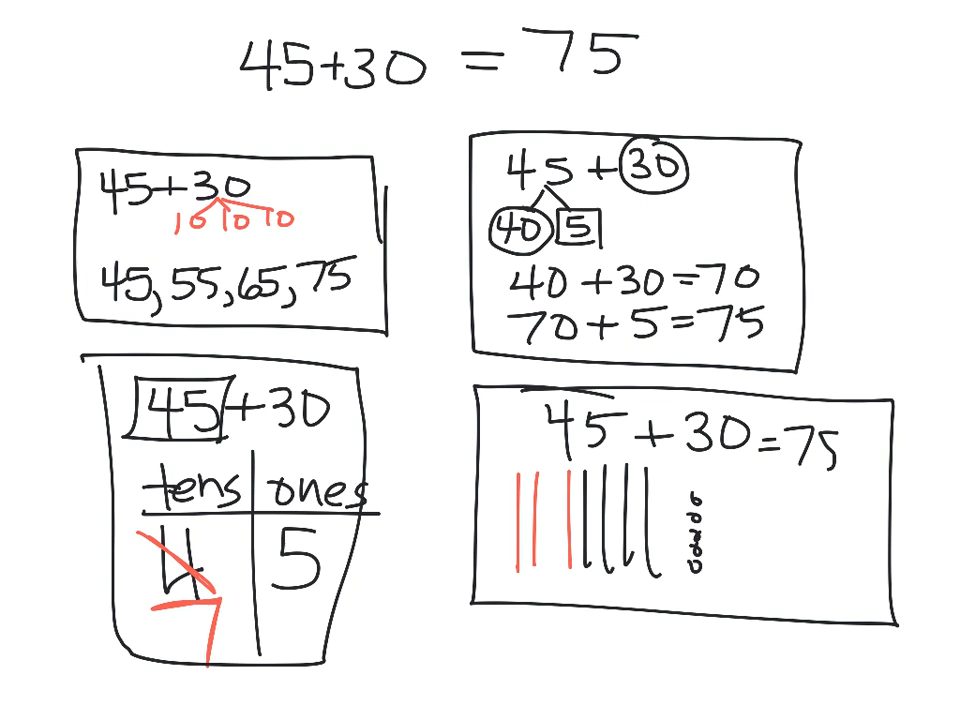 45+30 = 75
45+30
10 10 10
45, 55, 65, 75
45 + 30
40 5
40 + 30 = 70
70 + 5 = 75
45 + 30
tens ones
4 5
7
45 + 30 = 75